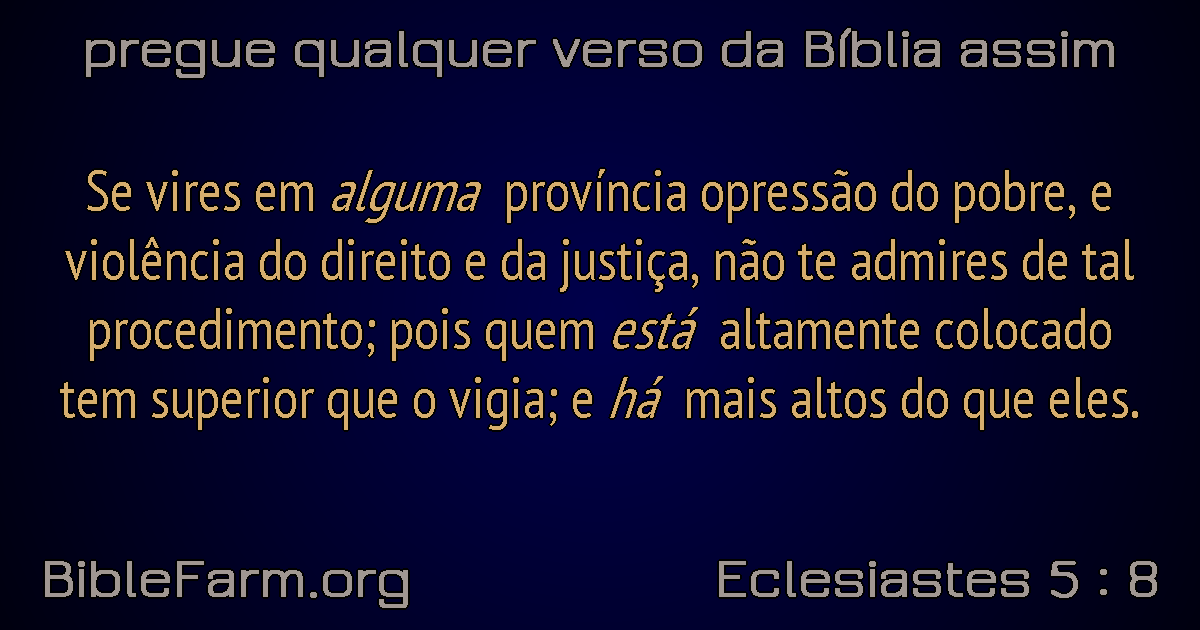 pregue qualquer verso da Bíblia assim
Se vires em alguma província opressão do pobre, e
violência do direito e da justiça, não te admires de tal
procedimento; pois quem está altamente colocado
tem superior que o vigia; e há mais altos do que eles.
BibleFarm.org
Eclesiastes 5 : 8